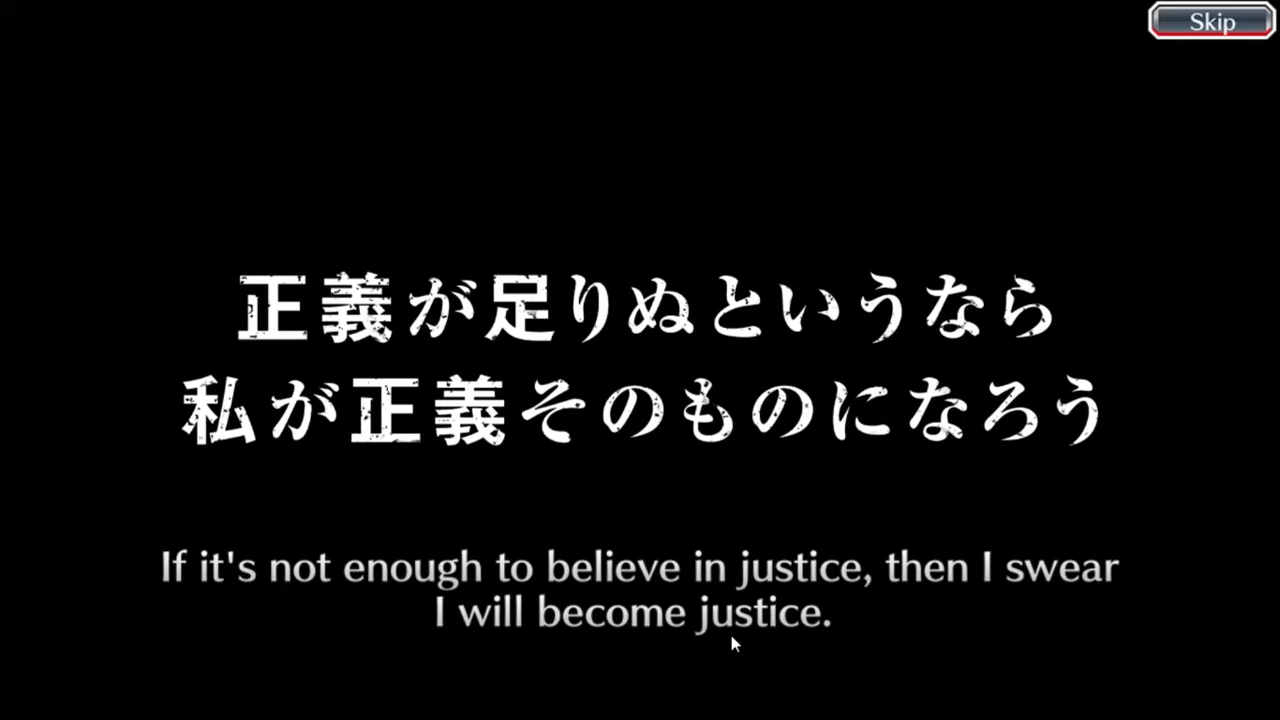 Skip
正義が足りぬというなら
私が正義そのものになろう
If it's not enough to believe in justice, then I swear
I will become justice.